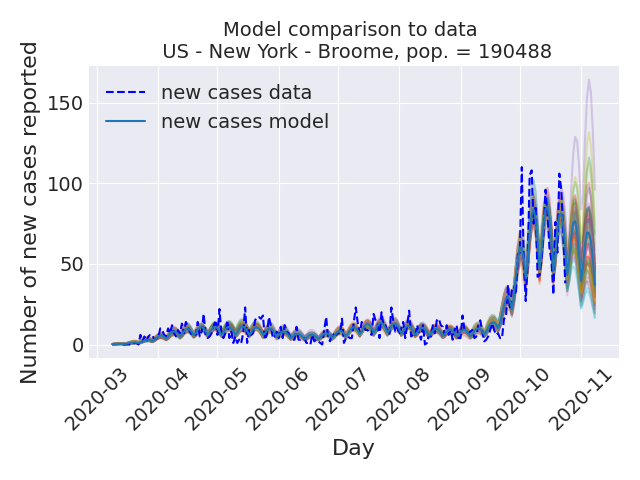 Model comparison to data
US - New York - Broome, pop. = 190488
Number of new cases reported
150
100
50
0
new cases data
new cases model
2020-03
2020-04
2020-05
2020-06
2020-07
2020-08
2020-09
2020-10
2020-11
Day